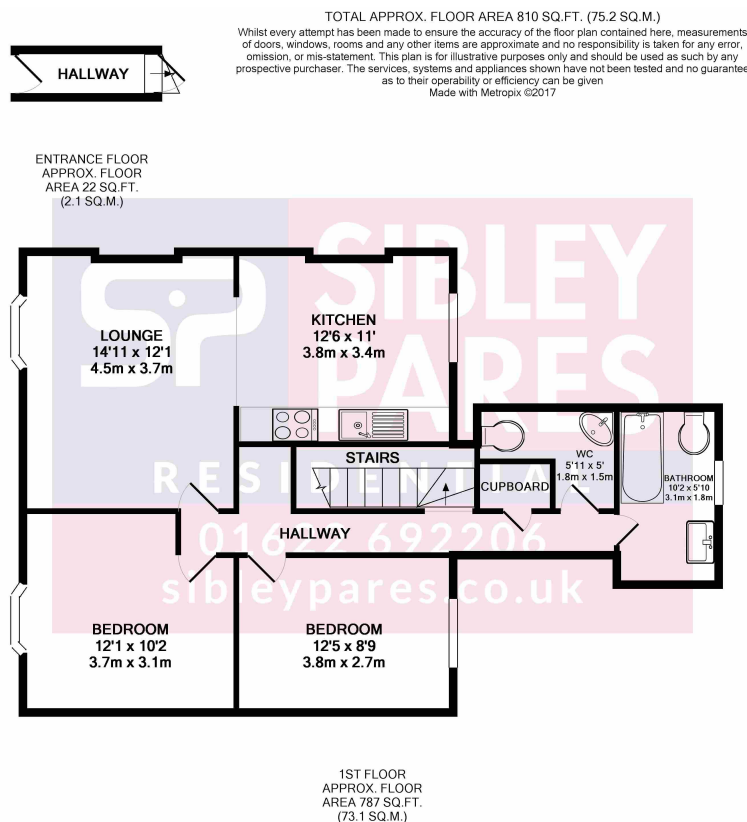 TOTAL APPROX. FLOOR AREA 810 SQ.FT. (75.2 SQ.M.)
Whilst every attempt has been made to ensure the accuracy of the floor plan contained here, measurements
of doors, windows, rooms and any other items are approximate and no responsibility is taken for any error,
omission, or mis-statement. This plan is for illustrative purposes only and should be used as such by any
prospective purchaser. The services, systems and appliances shown have not been tested and no guarantee
as to their operability or efficiency can be given
Made with Metropix ©2017
HALLWAY
ENTRANCE FLOOR
APPROX. FLOOR
AREA 22 SQ.FT.
(2.1 SQ.M.)
SP
SIBLEY
PARES
RESIDENTIAL
01622 692206
sibleypares.co.uk
LOUNGE
14'11 x 12'1
4.5m x 3.7m
KITCHEN
12'6 x 11'
3.8m x 3.4m
STAIRS
CUPBOARD
WC
5'11 x 5'
1.8m x 1.5m
BATHROOM
10'2 x 5'10
3.1m x 1.8m
HALLWAY
BEDROOM
12'1 x 10'2
3.7m x 3.1m
BEDROOM
12'5 x 8'9
3.8m x 2.7m
1ST FLOOR
APPROX. FLOOR
AREA 787 SQ.FT.
(73.1 SQ.M.)